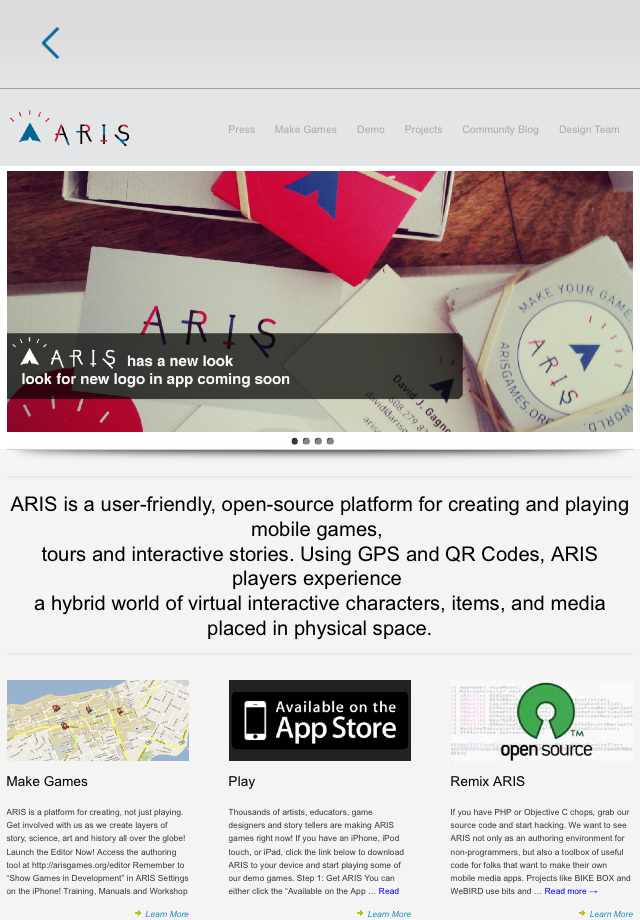 ARIS
Press Make Games Demo Projects Community Blog Design Team
ARIS
MAKE YOUR GAME
ARIS
ARISGAMES.ORG
WORLD.
David J. Gagn
608 279 8
ARIS has a new look
look for new logo in app coming soon
ARIS is a user-friendly, open-source platform for creating and playing
mobile games,
tours and interactive stories. Using GPS and QR Codes, ARIS
players experience
a hybrid world of virtual interactive characters, items, and media
placed in physical space.
Available on the
App Store
open source
TM
Make Games
ARIS is a platform for creating, not just playing.
Get involved with us as we create layers of
story, science, art and history all over the globe!
Launch the Editor Now! Access the authoring
tool at http://arisgames.org/editor Remember to
“Show Games in Development” in ARIS Settings
on the iPhone! Training, Manuals and Workshop
Learn More
Play
Thousands of artists, educators, game
designers and story tellers are making ARIS
games right now! If you have an iPhone, iPod
touch, or iPad, click the link below to download
ARIS to your device and start playing some of
our demo games. Step 1: Get ARIS You can
either click the “Available on the App … Read
Learn More
Remix ARIS
If you have PHP or Objective C chops, grab our
source code and start hacking. We want to see
ARIS not only as an authoring environment for
non-programmers, but also a toolbox of useful
code for folks that want to make their own
mobile media apps. Projects like BIKE BOX and
WeBIRD use bits and … Read more →
Learn More